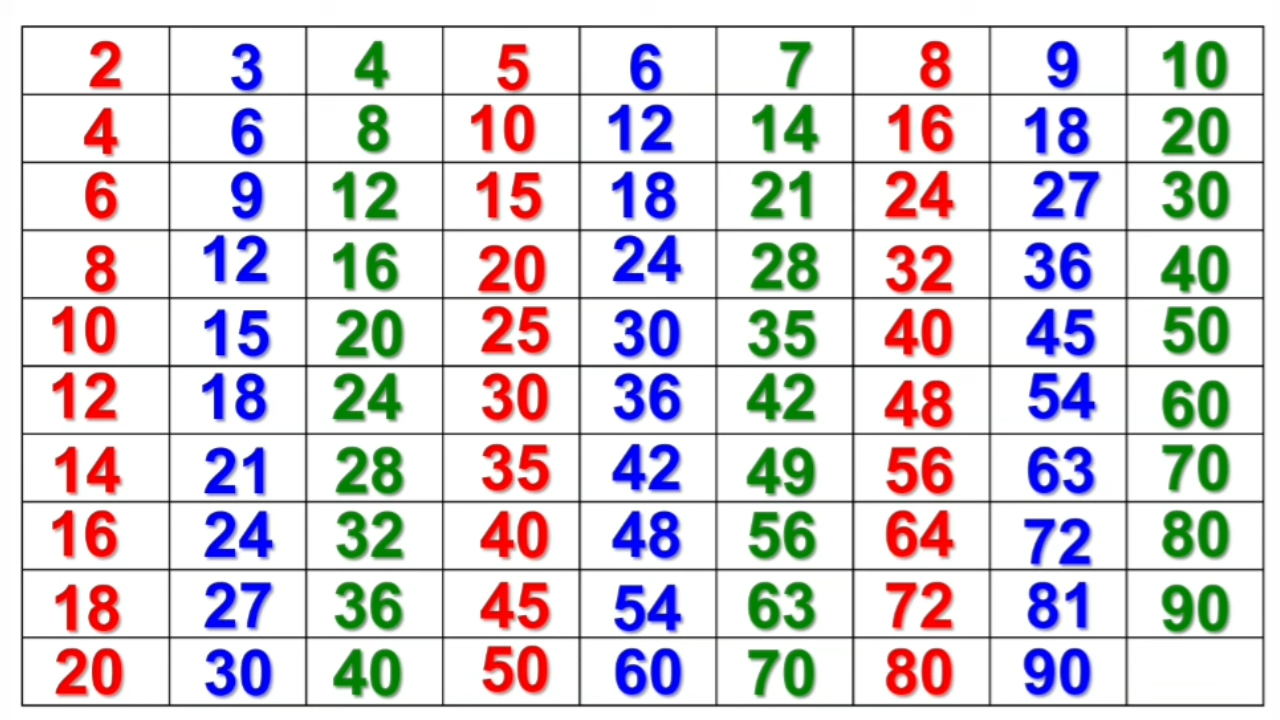 2 3 4 5 6 7 8 9 10
4 6 8 10 12 14 16 18 20
6 9 12 15 18 21 24 27 30
8 12 16 20 24 28 32 36 40
10 15 20 25 30 35 40 45 50
12 18 24 30 36 42 48 54 60
14 21 28 35 42 49 56 63 70
16 24 32 40 48 56 64 72 80
18 27 36 45 54 63 72 81 90
20 30 40 50 60 70 80 90